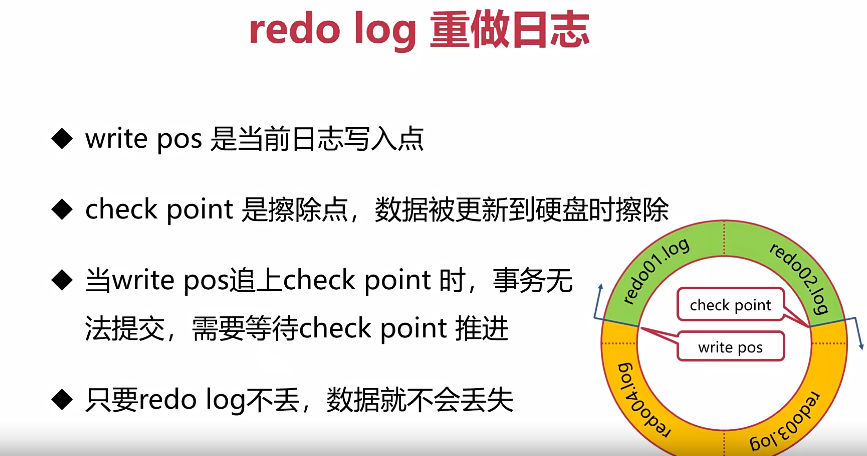 redo log 重做日志
◆ write pos 是当前日志写入点
◆ check point 是擦除点，数据被更新到硬盘时擦除
◆ 当write pos追上check point 时，事务无
法提交，需要等待check point 推进
◆ 只要redo log不丢，数据就不会丢失
redo01.log
redo02.log
check point
write pos
redo04.log
redo03.log